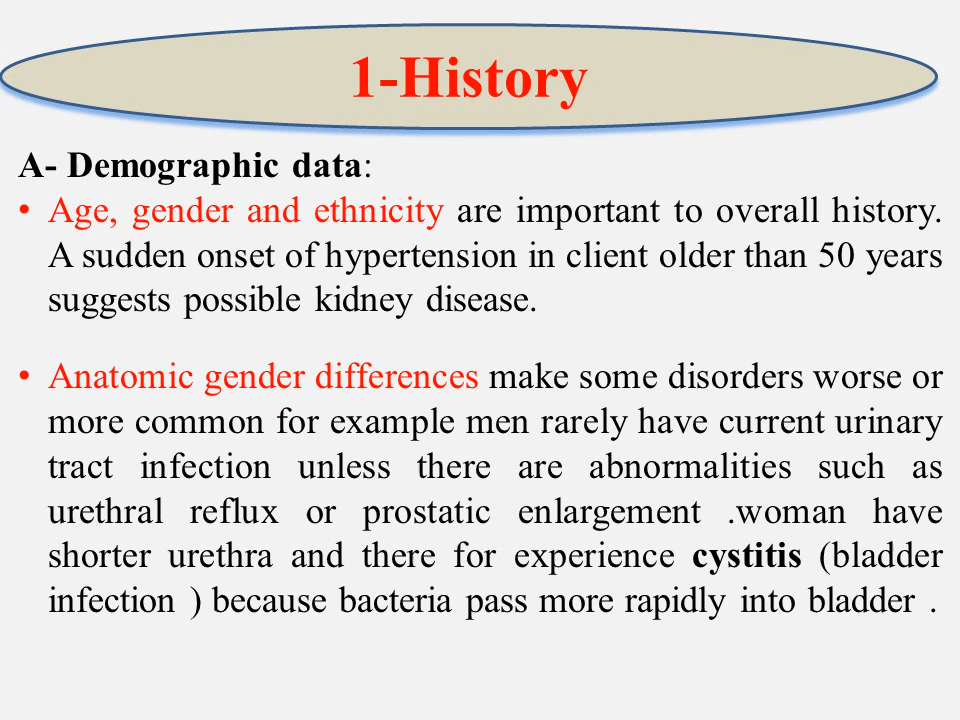 1-History
A- Demographic data:
• Age, gender and ethnicity are important to overall history.
A sudden onset of hypertension in client older than 50 years
suggests possible kidney disease.
• Anatomic gender differences make some disorders worse or
more common for example men rarely have current urinary
tract infection unless there are abnormalities such as
urethral reflux or prostatic enlargement .woman have
shorter urethra and there for experience cystitis (bladder
infection ) because bacteria pass more rapidly into bladder .